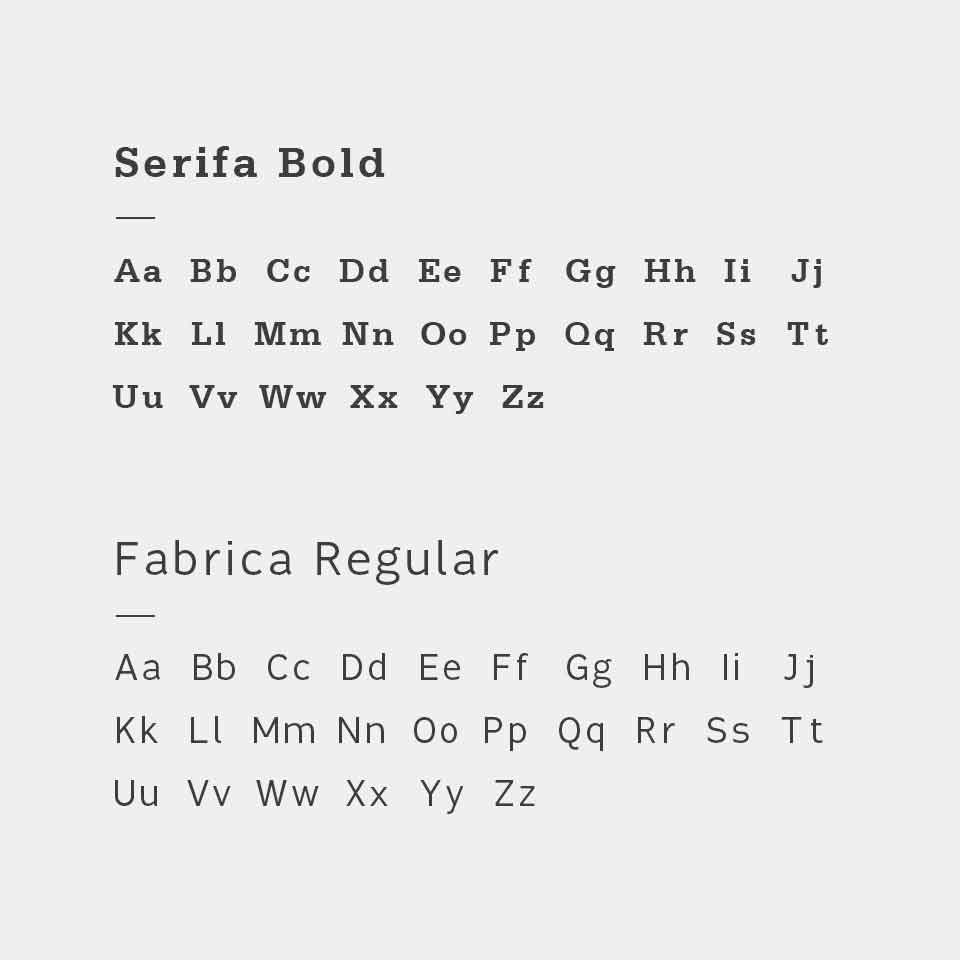 Serifa Bold
Aa Bb Cc Dd Ee Ff Gg Hh Ii Jj
Kk Ll Mm Nn Oo Pp Qq Rr Ss Tt
Uu Vv Ww Xx Yy Zz
Fabrica Regular
Aa Bb Cc Dd Ee Ff Gg Hh Ii Jj
Kk Ll Mm Nn Oo Pp Qq Rr Ss Tt
Uu Vv Ww Xx Yy Zz